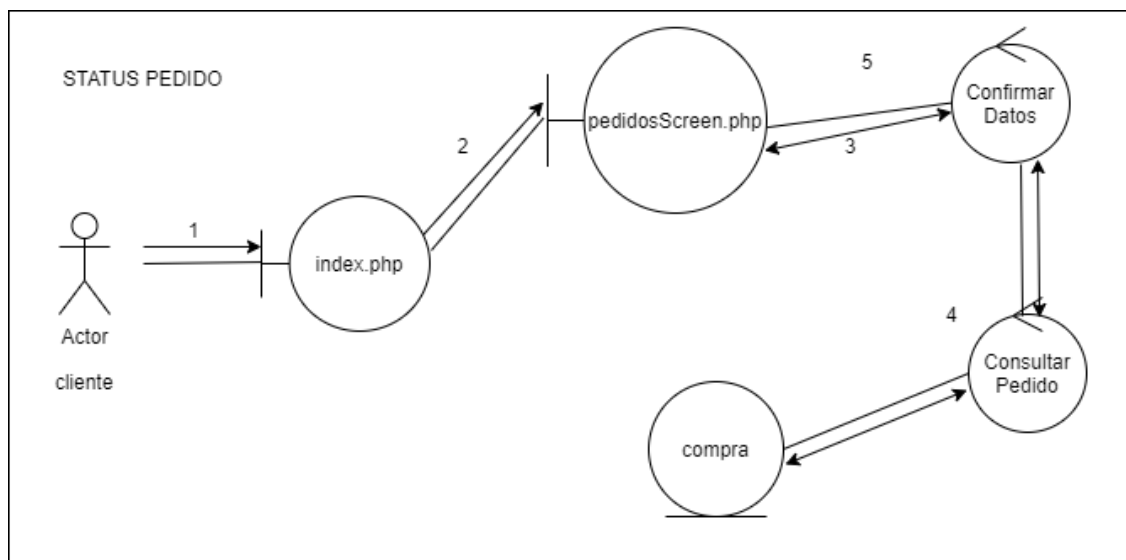 STATUS PEDIDO
1
2
3
4
5
Actor
cliente
index.php
pedidosScreen.php
Confirmar
Datos
Consultar
Pedido
compra